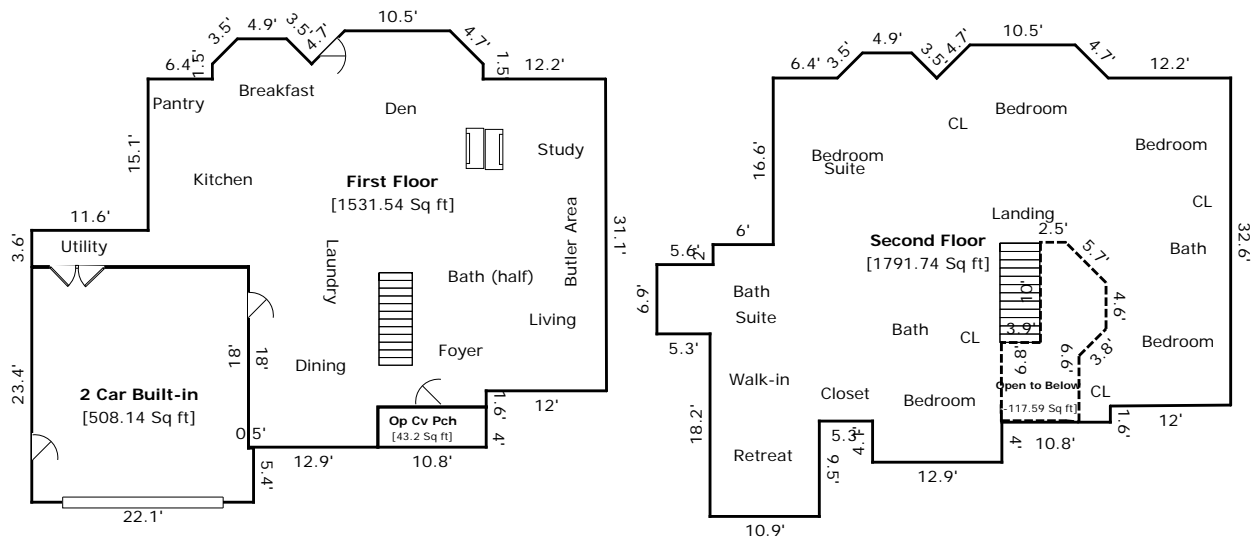 10.5'
4.9'
3.5'
3.5'
4.7'
4.7'
6.4'
1.5'
1.5'
12.2'
Pantry
Breakfast
Den
15.1'
Study
Kitchen
First Floor
[1531.54 Sq ft]
Butler Area
31.1'
11.6'
3.6'
Utility
Laundry
Bath (half)
Living
18'
18'
Dining
Foyer
23.4'
2 Car Built-in
[508.14 Sq ft]
1.6'
12'
Op Cv Pch
[43.2 Sq ft]
4'
0.5'
12.9'
10.8'
5.4'
22.1'
10.5'
4.9'
3.5'
3.5'
4.7'
4.7'
6.4'
12.2'
Bedroom
CL
Bedroom
16.6'
Bedroom
Suite
CL
Landing
2.5'
Second Floor
[1791.74 Sq ft]
32.6'
6'
5.6'
2'
5.7'
Bath
6.9'
Bath
Suite
10'
4.6'
Bath
CL
3.9'
3.8'
Bedroom
5.3'
9.8'
6.6'
Walk-in
Open to Below
Closet
Bedroom
CL
[-117.59 Sq ft]
18.2'
1.6'
12'
5.3'
4.1'
4'
10.8'
Retreat
9.5'
12.9'
10.9'